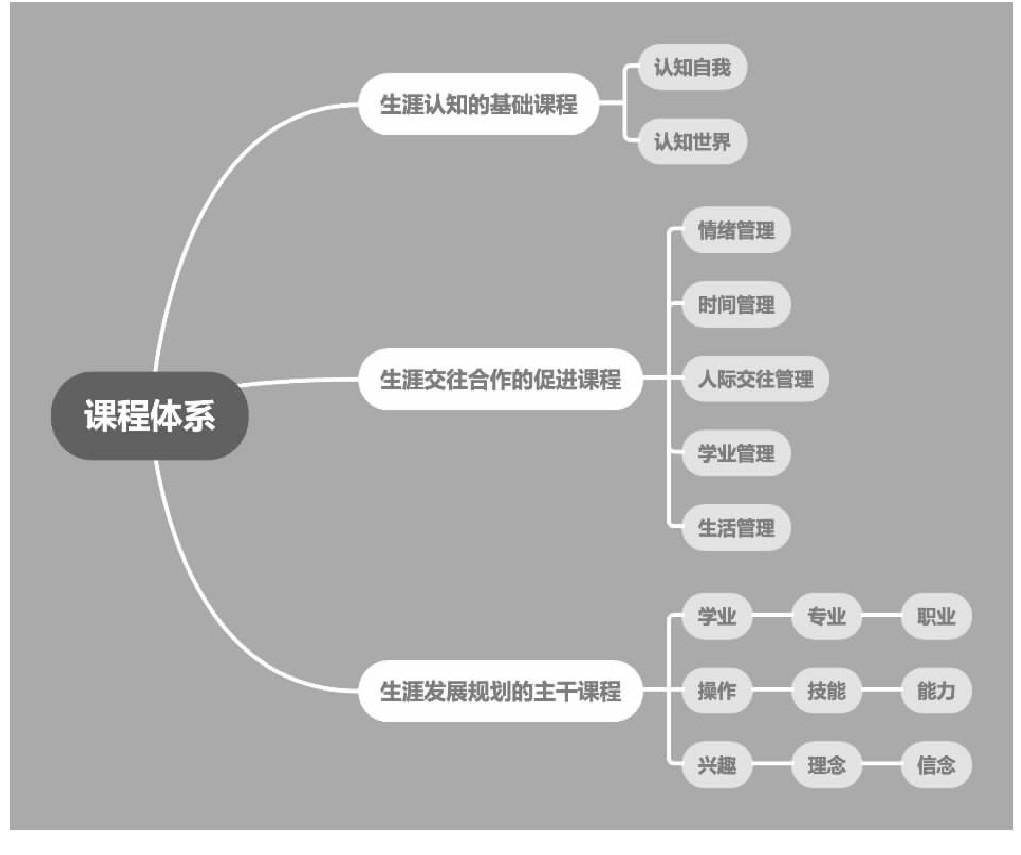 课程体系
生涯认知的基础课程
认知自我
认知世界
生涯交往合作的促进课程
情绪管理
时间管理
人际交往管理
学业管理
生活管理
生涯发展规划的主干课程
学业 专业 职业
操作 技能 能力
兴趣 理念 信念